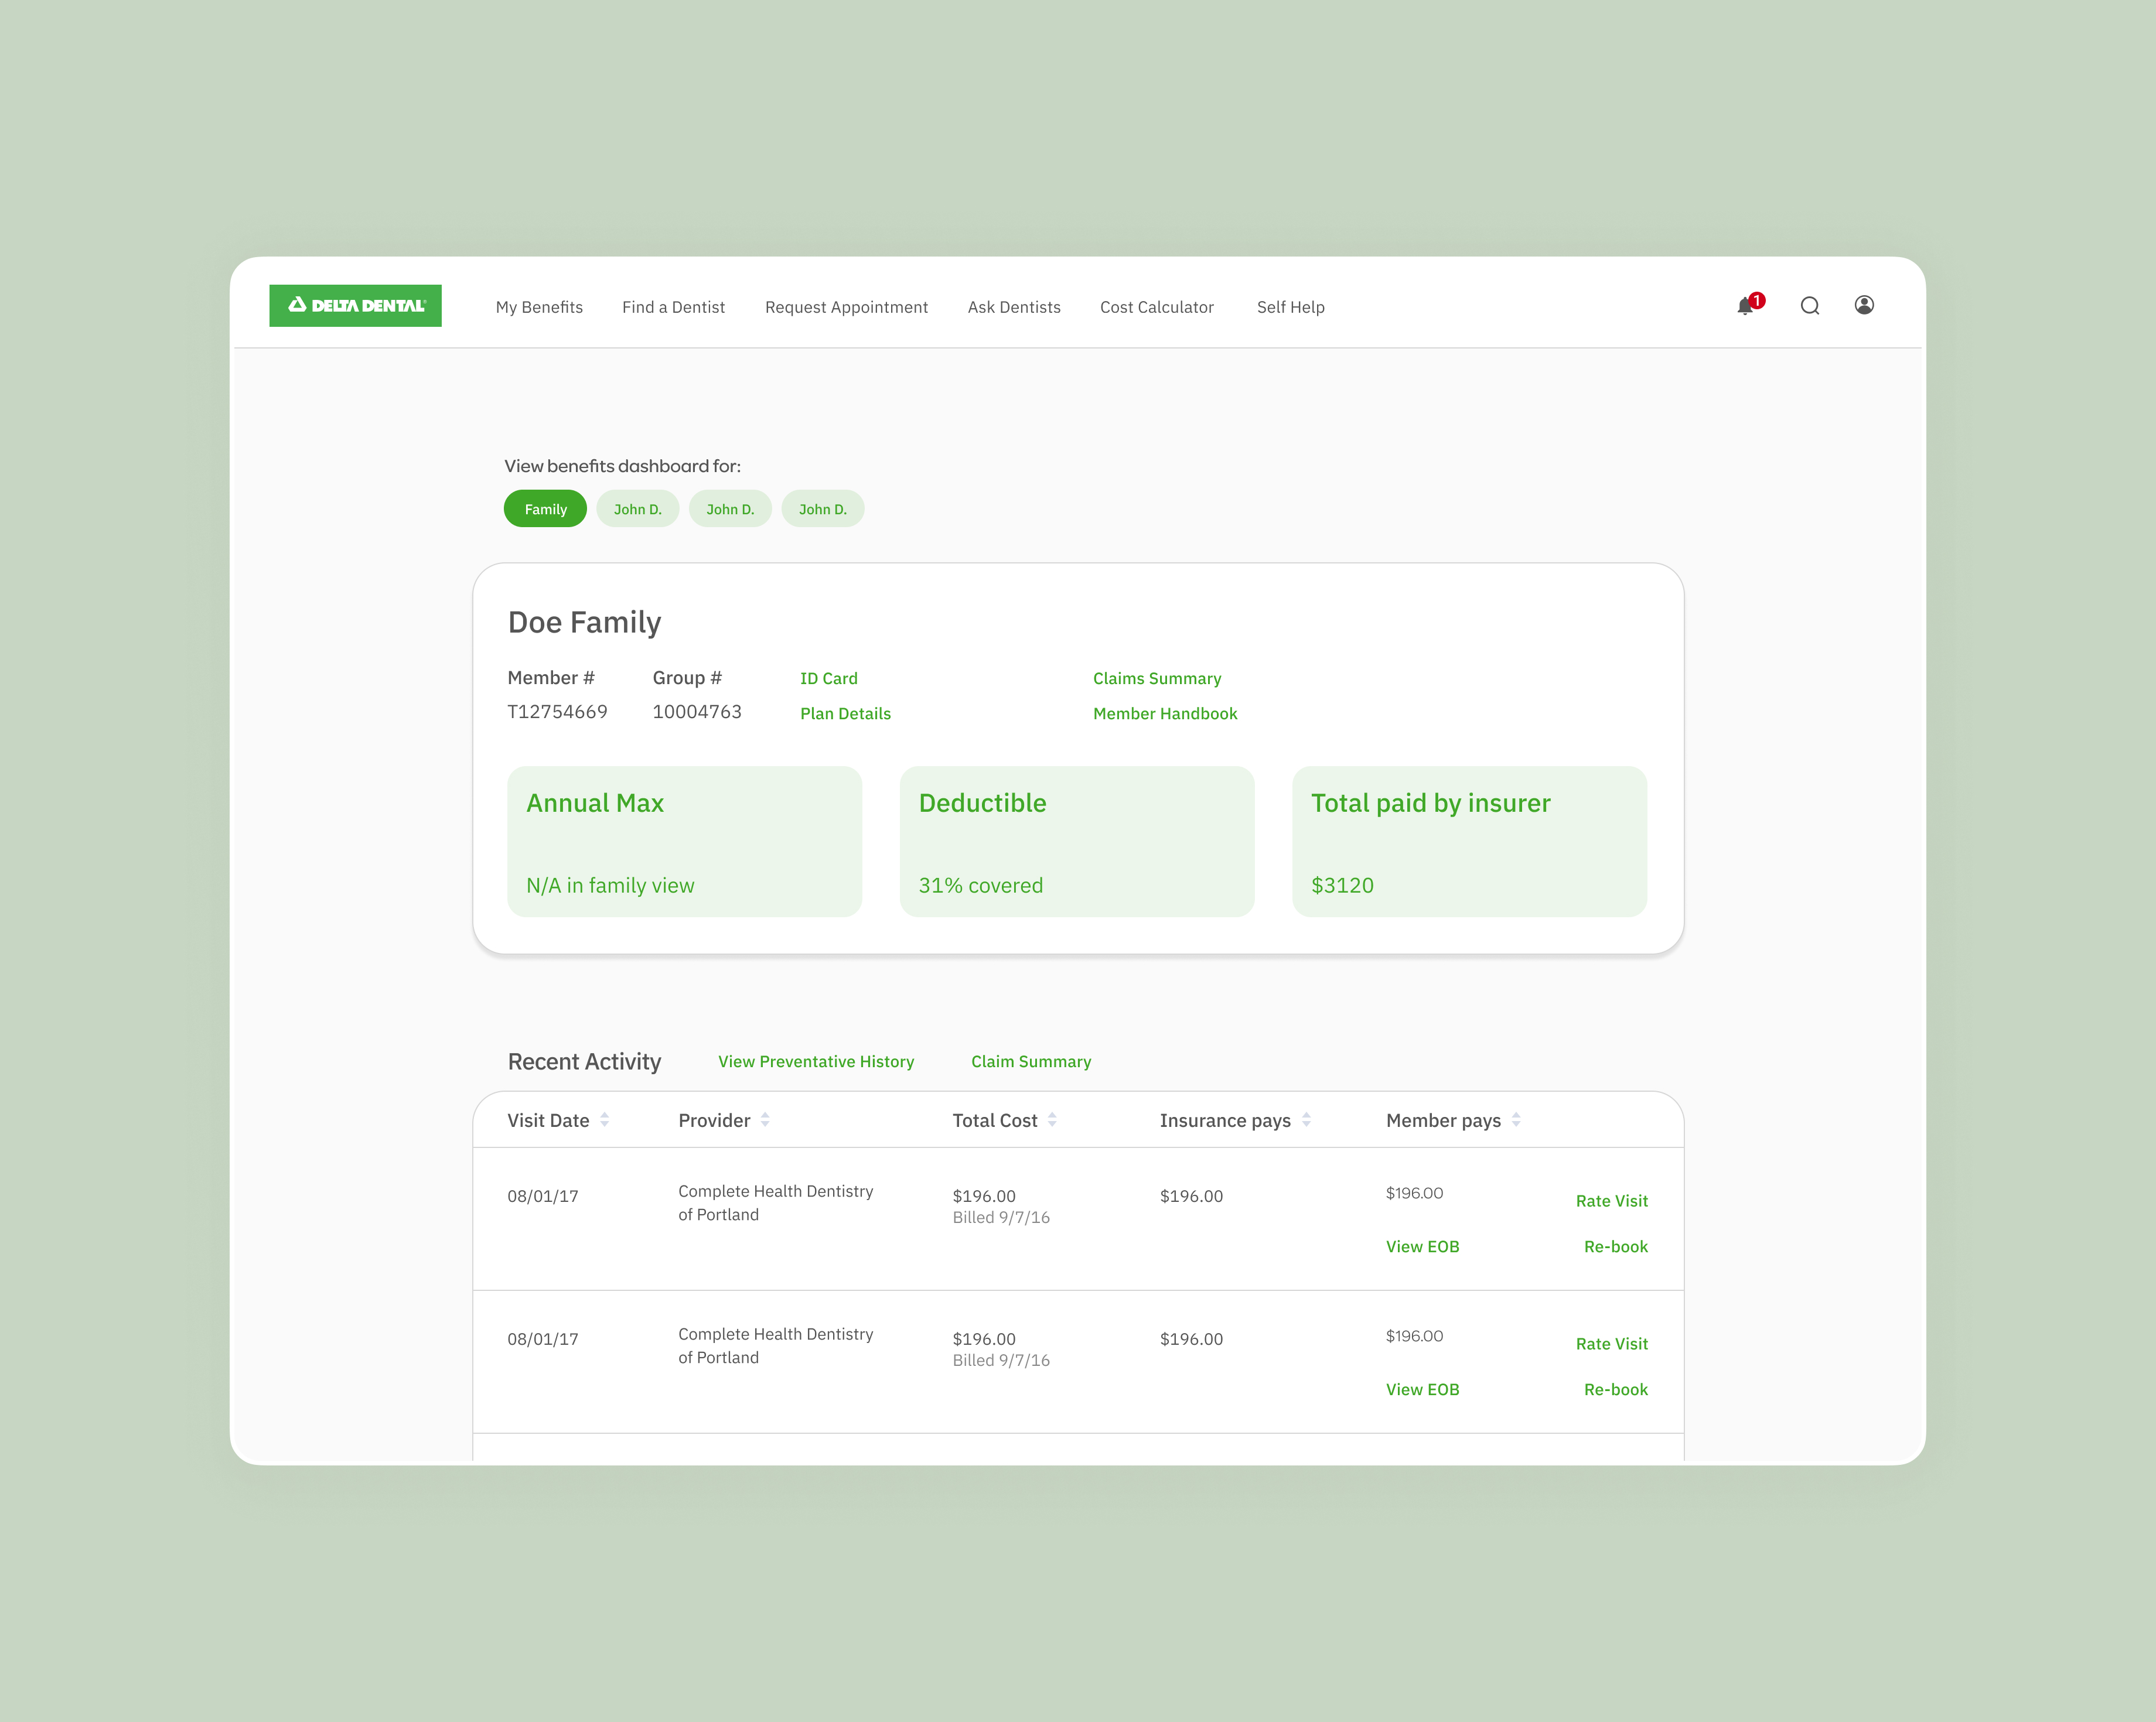 DELTA DENTAL
My Benefits Find a Dentist Request Appointment Ask Dentists Cost Calculator Self Help
1
View benefits dashboard for:
Family John D. John D. John D.
Doe Family
Member # Group # ID Card Claims Summary
T12754669 10004763 Plan Details Member Handbook
Annual Max Deductible Total paid by insurer
N/A in family view 31% covered $3120
Recent Activity View Preventative History Claim Summary
Visit Date Provider Total Cost Insurance pays Member pays
08/01/17 Complete Health Dentistry $196.00 $196.00 $196.00 Rate Visit
of Portland Billed 9/7/16
View EOB Re-book
08/01/17 Complete Health Dentistry $196.00 $196.00 $196.00 Rate Visit
of Portland Billed 9/7/16
View EOB Re-book